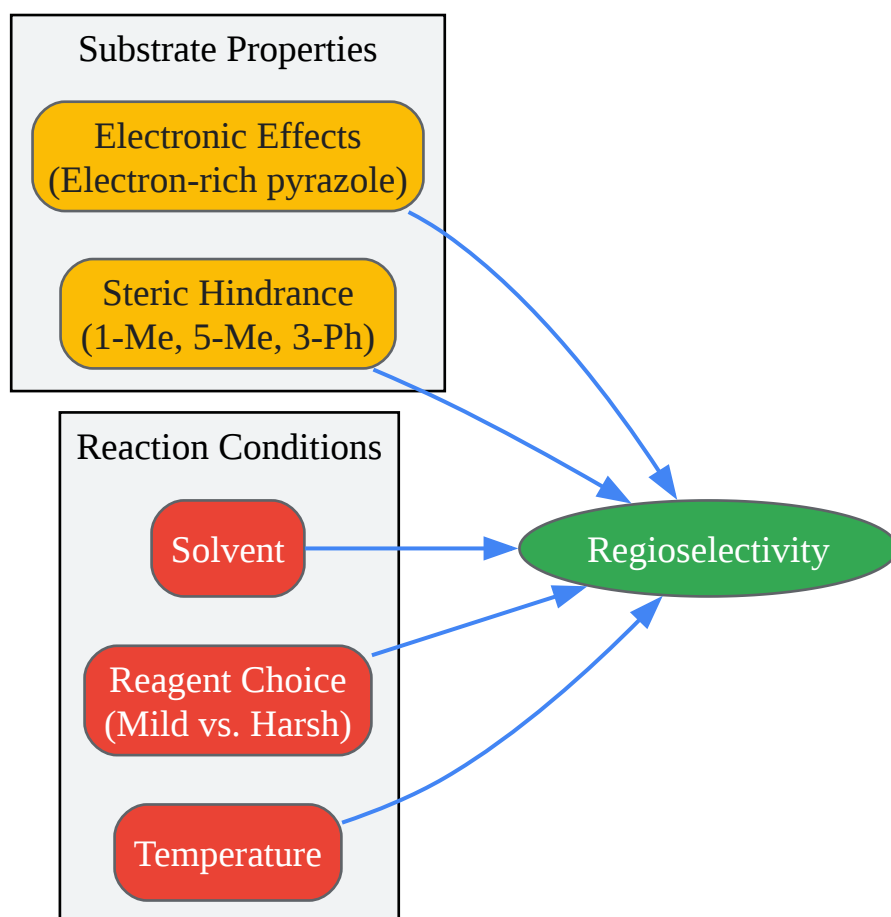 Substrate Properties
Electronic Effects
(Electron-rich pyrazole)
Steric Hindrance
(1-Me, 5-Me, 3-Ph)
Reaction Conditions
Solvent
Regioselectivity
Reagent Choice
(Mild vs. Harsh)
Temperature